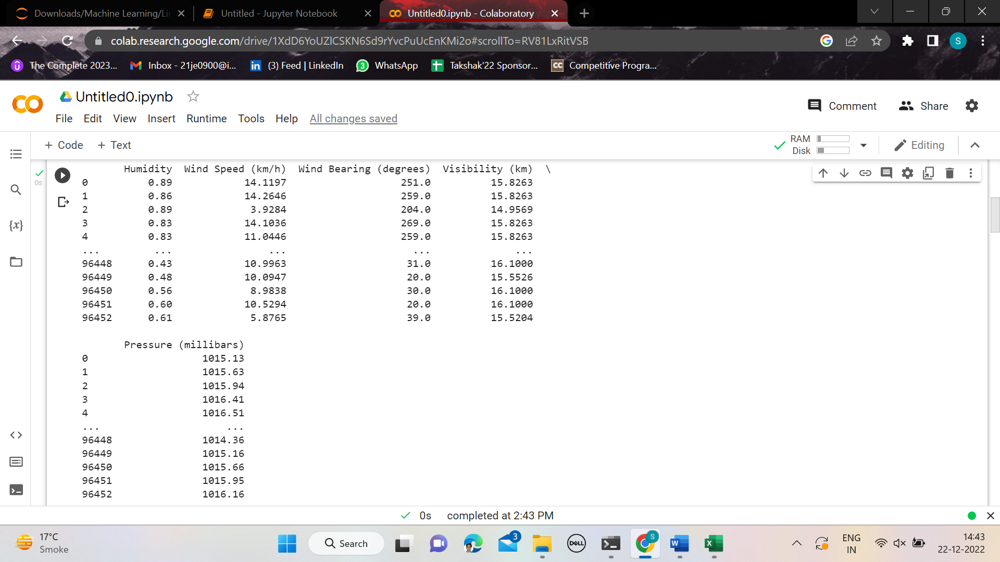 Downloads/Machine Learning/Li
Untitled - Jupyter Notebook
Untitled0.ipynb - Colaboratory
colab.research.google.com/drive/1XdD6YoUZlCSKN6Sd9rYvcPuUcEnKMi2o#scrollTo=RV81LxRitVSB
S
The Complete 2023...
Inbox - 21je0900@i...
(3) Feed | LinkedIn
WhatsApp
Takshak'22 Sponsor...
Competitive Progra...
Untitled0.ipynb
Comment
Share
File Edit View Insert Runtime Tools Help All changes saved
+ Code + Text
RAM
Disk
Editing
0s
Humidity Wind Speed (km/h) Wind Bearing (degrees) Visibility (km) \
0 0.89 14.1197 251.0 15.8263
1 0.86 14.2646 259.0 15.8263
2 0.89 3.9284 204.0 14.9569
3 0.83 14.1036 269.0 15.8263
4 0.83 11.0446 259.0 15.8263
... ... ... ... ...
96448 0.43 10.9963 31.0 16.1000
96449 0.48 10.0947 20.0 15.5526
96450 0.56 8.9838 30.0 16.1000
96451 0.60 10.5294 20.0 16.1000
96452 0.61 5.8765 39.0 15.5204
Pressure (millibars)
0 1015.13
1 1015.63
2 1015.94
3 1016.41
4 1016.51
... ...
96448 1014.36
96449 1015.16
96450 1015.66
96451 1015.95
96452 1016.16
0s completed at 2:43 PM
17°C
Smoke
Search
3
DELL
S
W
X
ENG
IN
14:43
22-12-2022